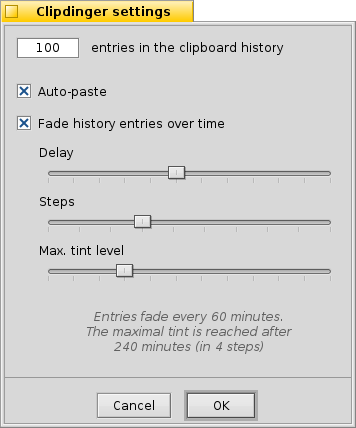 Clipdinger settings
100 entries in the clipboard history
Auto-paste
Fade history entries over time
Delay
Steps
Max. tint level
Entries fade every 60 minutes.
The maximal tint is reached after
240 minutes (in 4 steps)
Cancel OK